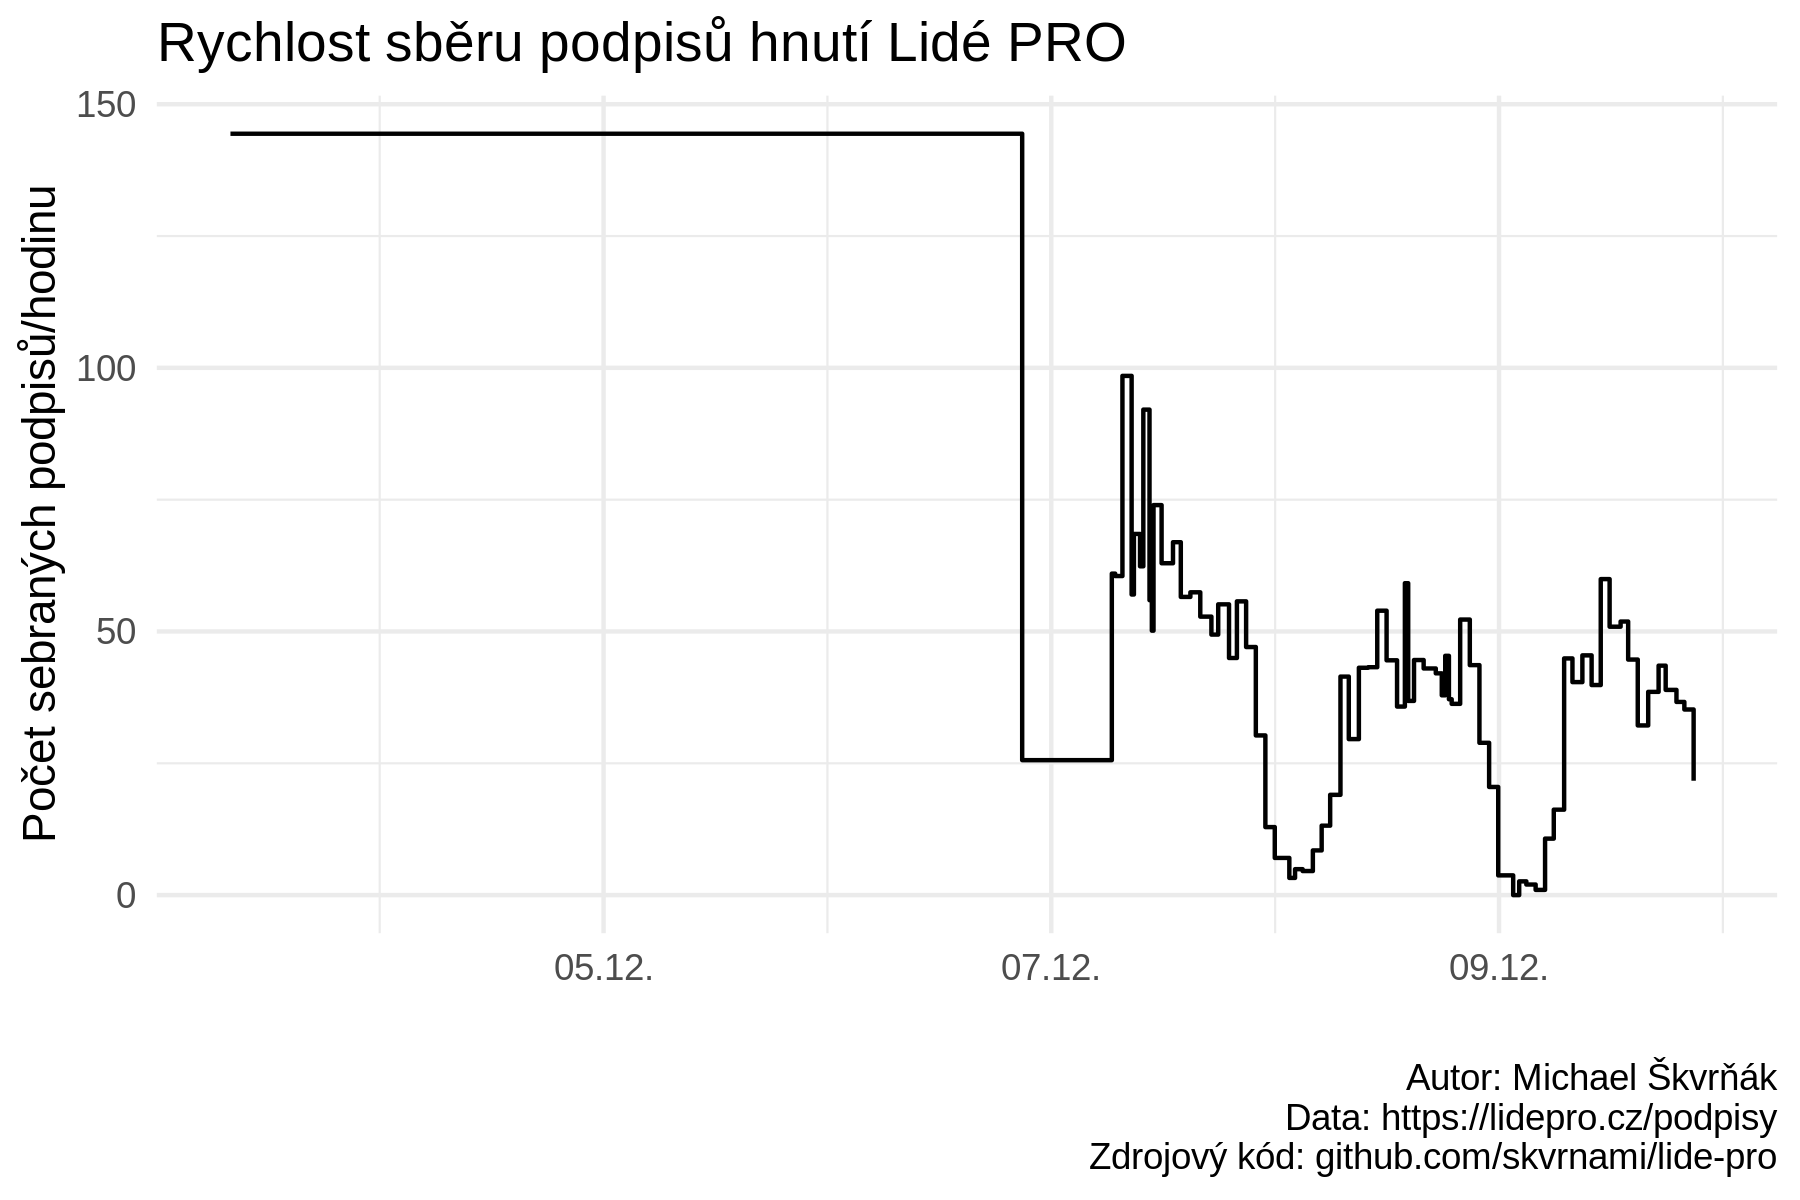 Rychlost sběru podpisů hnutí Lidé PRO
Počet sebraných podpisů/hodinu
150
100
50
0
05.12.
07.12.
09.12.
Autor: Michael Škvrňák
Data: https://lidepro.cz/podpisy
Zdrojový kód: github.com/skvrnami/lide-pro